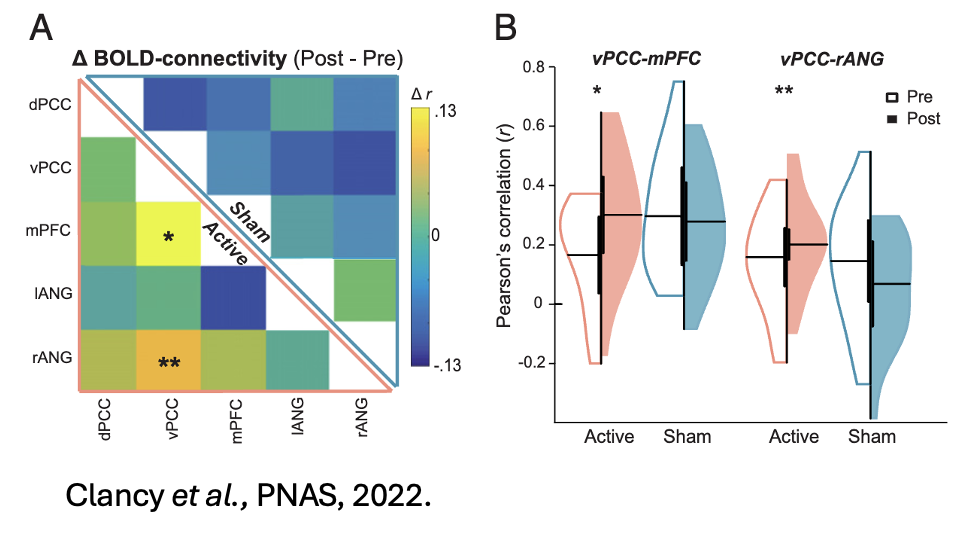 A
Δ BOLD-connectivity (Post - Pre)
dPCC
vPCC
mPFC
lANG
rANG
dPCC
vPCC
mPFC
lANG
rANG
Sham
Active
*
**
Δ r
.13
0
-.13
B
vPCC-mPFC
vPCC-rANG
*
**
Pre
Post
Pearson's correlation (r)
0.8
0.6
0.4
0.2
0
-0.2
Active
Sham
Active
Sham
Clancy et al., PNAS, 2022.